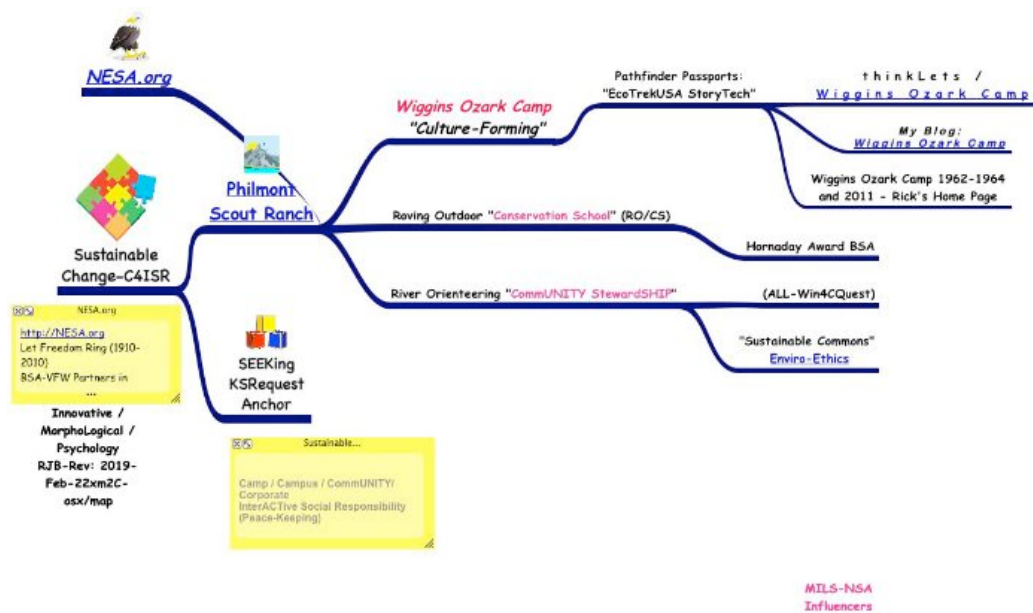 NESA.org
Philmont
Scout Ranch
Sustainable
Change-C4ISR
NESA.org
http://NESA.org
Let Freedom Ring (1910-
2010)
BSA-VFW Partners in
...
Innovative /
MorphoLogical /
Psychology
RJB-Rev: 2019-
Feb-22xm2C-
osx/map
SEEKing
KSRequest
Anchor
Sustainable...
Camp / Campus / CommUNITY/
Corporate
InterACTive Social Responsibility
(Peace-Keeping)
Wiggins Ozark Camp
"Culture-Forming"
Pathfinder Passports:
"EcoTrekUSA StoryTech"
thinkLets /
Wiggins Ozark Camp
My Blog:
Wiggins Ozark Camp
Wiggins Ozark Camp 1962-1964
and 2011 - Rick's Home Page
Roving Outdoor "Conservation School" (RO/CS)
Hornaday Award BSA
River Orienteering "CommUNITY StewardSHIP"
(ALL-Win4CQuest)
"Sustainable Commons"
Enviro-Ethics
MILS-NSA
Influencers